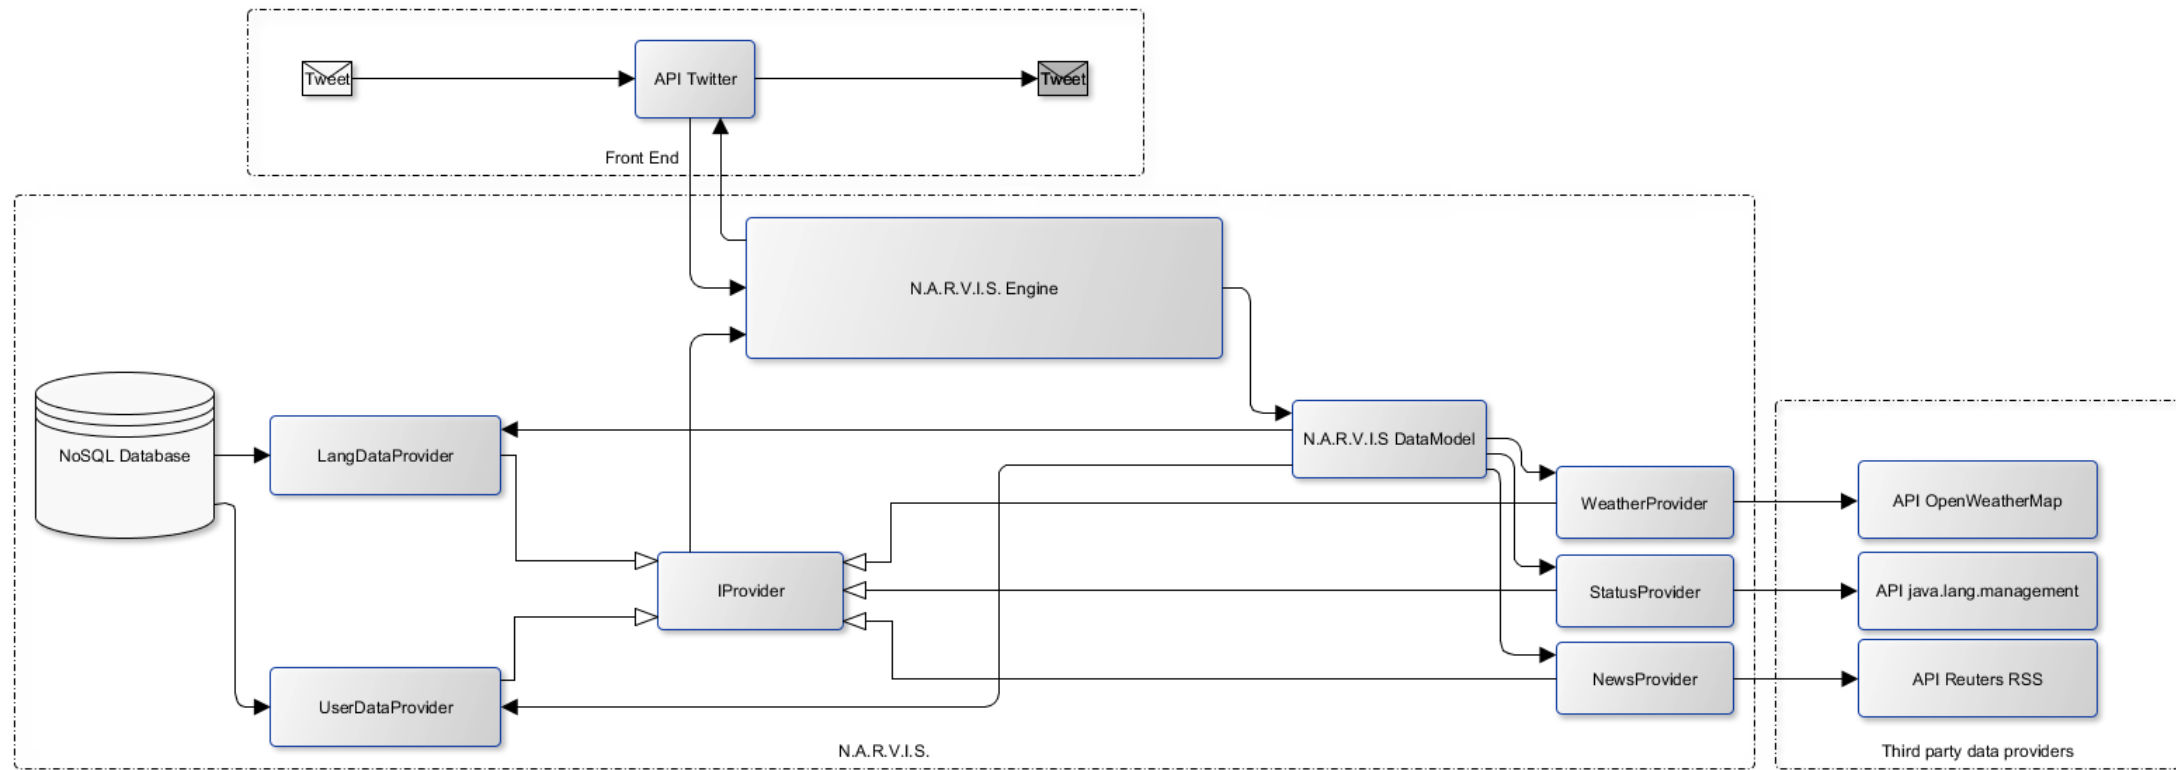 Tweet
API Twitter
Tweet
Front End
N.A.R.V.I.S. Engine
N.A.R.V.I.S DataModel
NoSQL Database
LangDataProvider
WeatherProvider
API OpenWeatherMap
IProvider
StatusProvider
API java.lang.management
UserDataProvider
NewsProvider
API Reuters RSS
N.A.R.V.I.S.
Third party data providers